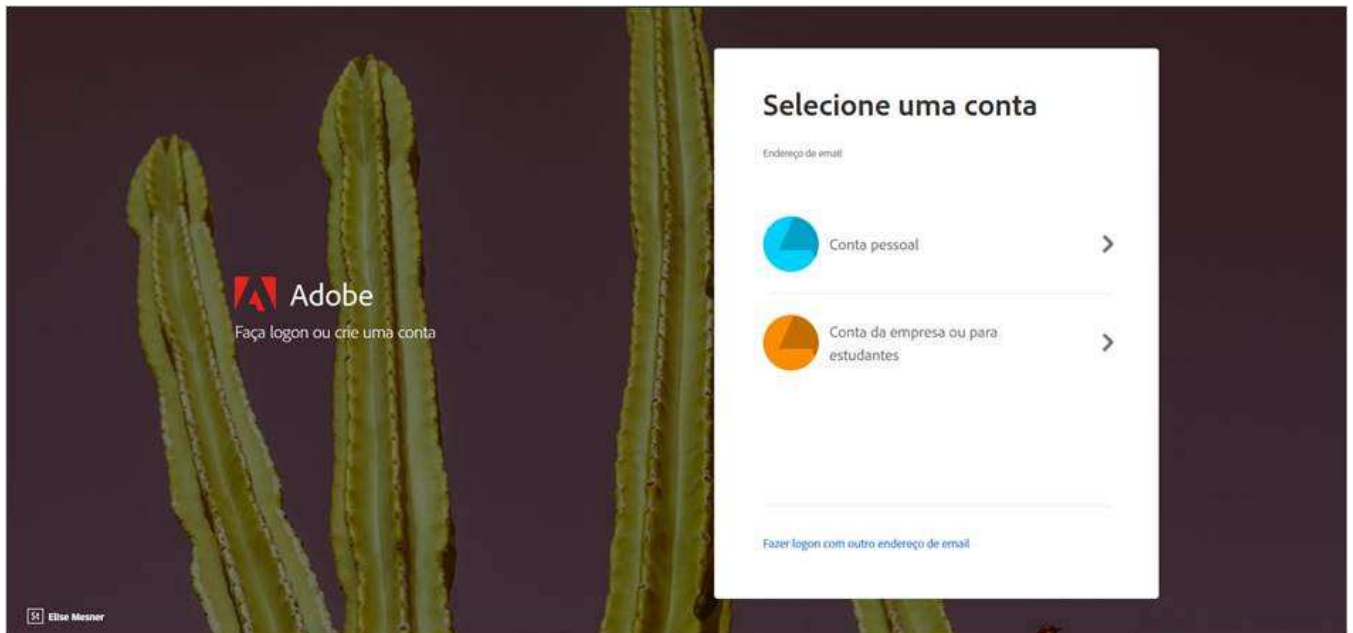 Adobe
Faça logon ou crie uma conta
St Elise Mesner
Selecione uma conta
Endereço de email
Conta pessoal
Conta da empresa ou para
estudantes
Fazer logon com outro endereço de email